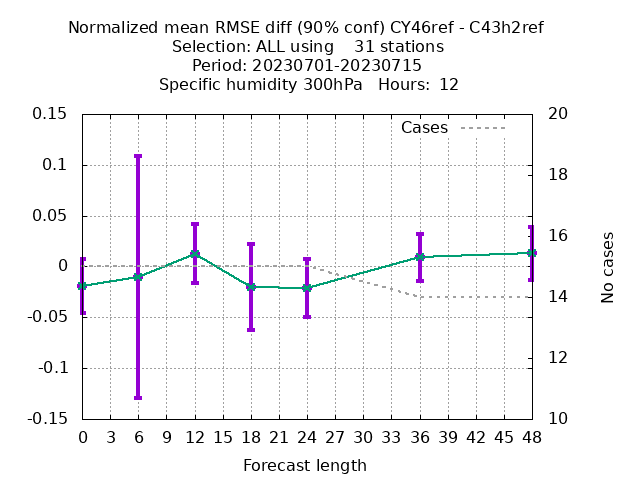 Normalized mean RMSE diff (90% conf) CY46ref - C43h2ref
Selection: ALL using    31 stations
Period: 20230701-20230715
Specific humidity 300hPa   Hours:  12
Cases
0.15
0.1
0.05
0
-0.05
-0.1
-0.15
20
18
16
14
12
10
No cases
0 3 6 9 12 15 18 21 24 27 30 33 36 39 42 45 48
Forecast length